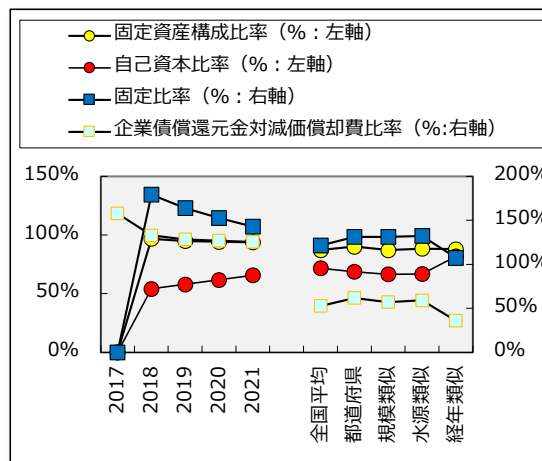 固定資産構成比率（%：左軸）
自己資本比率（%：左軸）
固定比率（%：右軸）
企業債償還元金対減価償却費比率（%:右軸）
150%
100%
50%
0%
200%
150%
100%
50%
0%
2017
2018
2019
2020
2021
全国平均
都道府県
規模類似
水源類似
経年類似